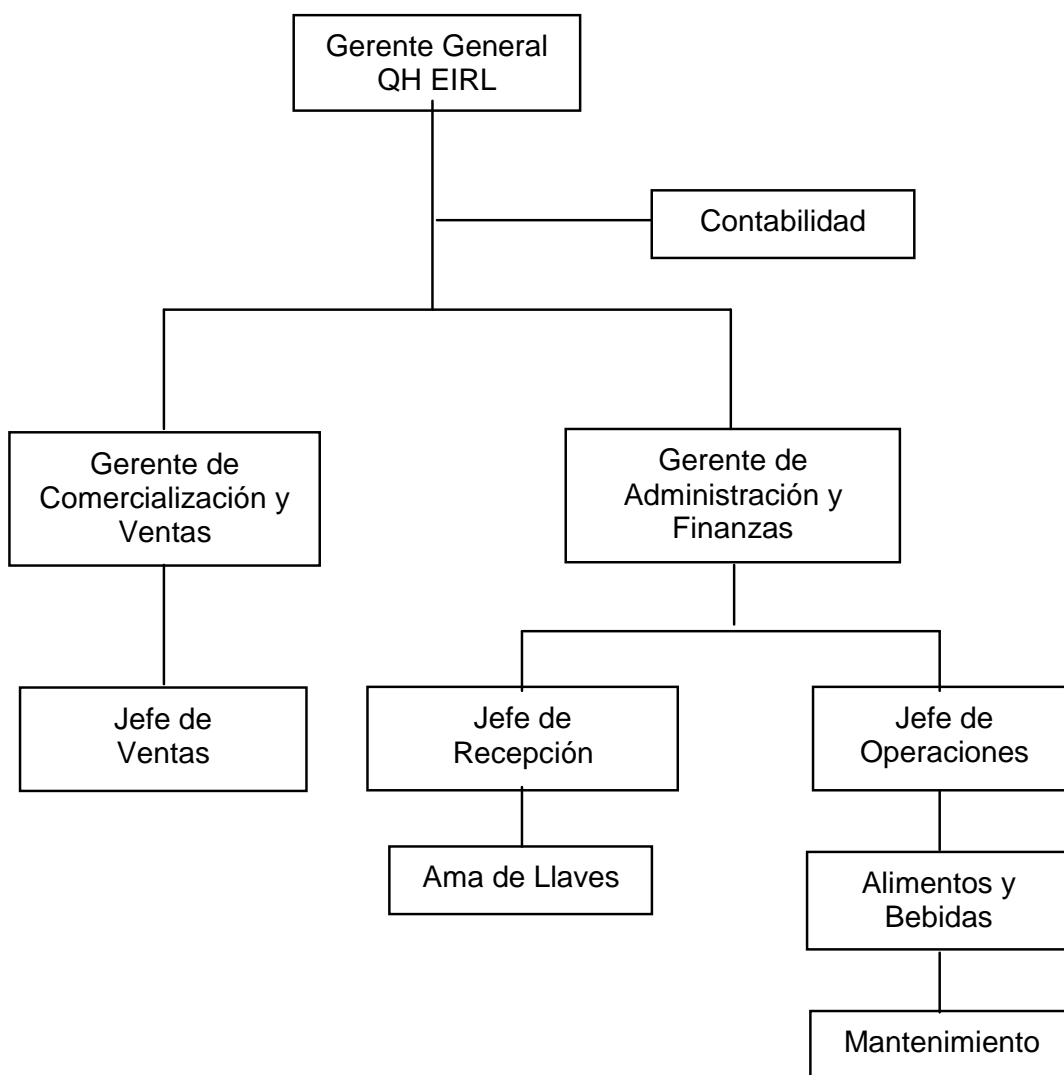 Gerente General
QH EIRL
Contabilidad
Gerente de
Comercialización y
Ventas
Gerente de
Administración y
Finanzas
Jefe de
Ventas
Jefe de
Recepción
Jefe de
Operaciones
Ama de Llaves
Alimentos y
Bebidas
Mantenimiento